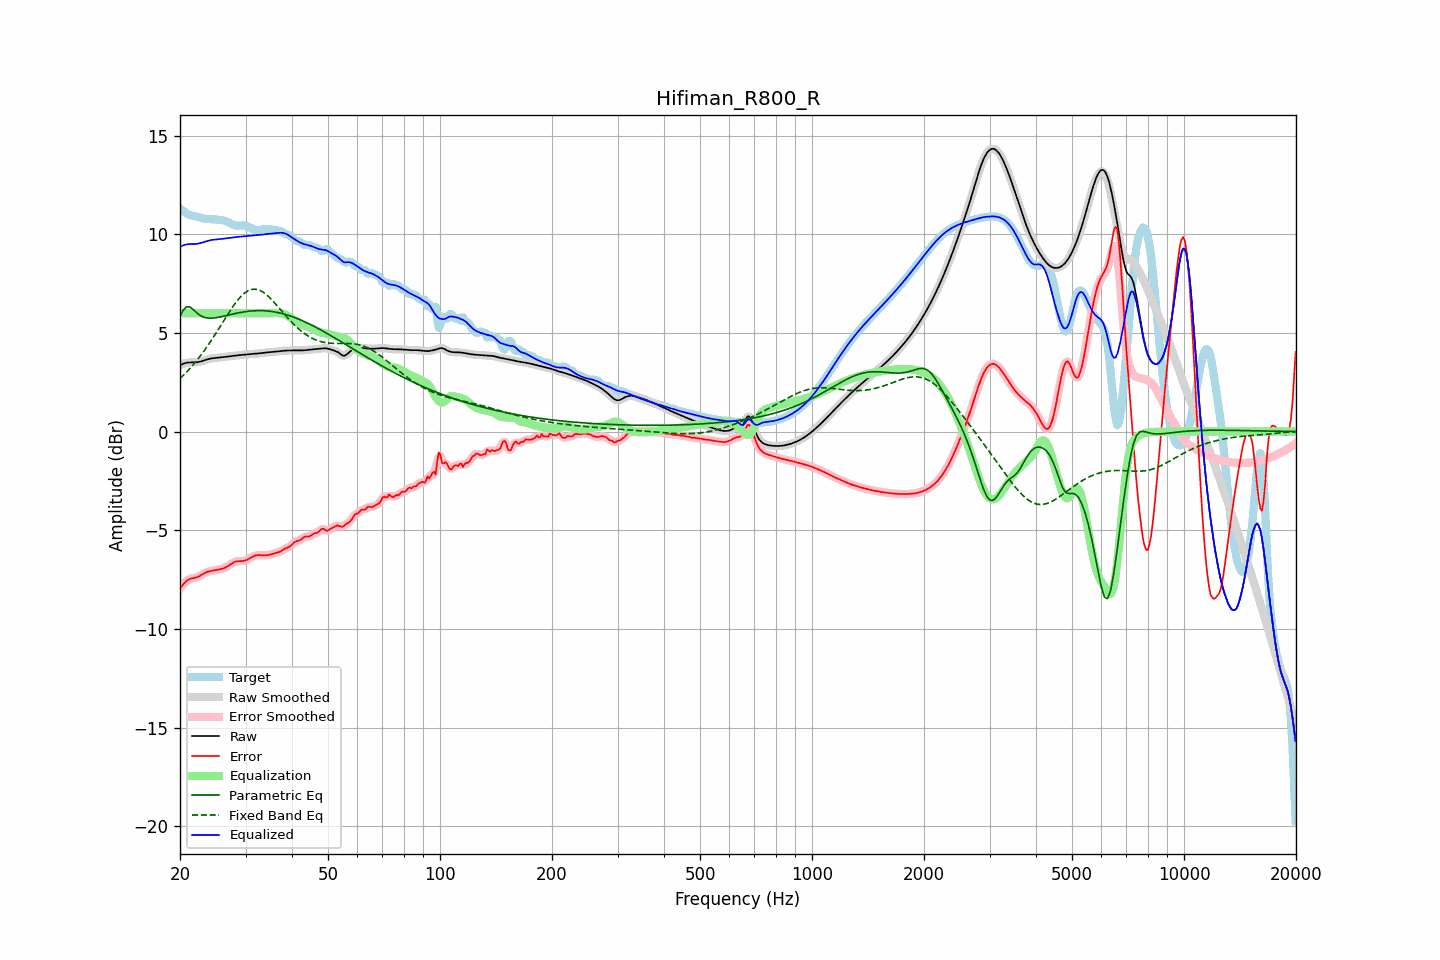 Hifiman_R800_R
15
10
5
0
−5
−10
−15
−20
Amplitude (dBr)
Target
Raw Smoothed
Error Smoothed
Raw
Error
Equalization
Parametric Eq
Fixed Band Eq
Equalized
20 50 100 200 500 1000 2000 5000 10000 20000
Frequency (Hz)